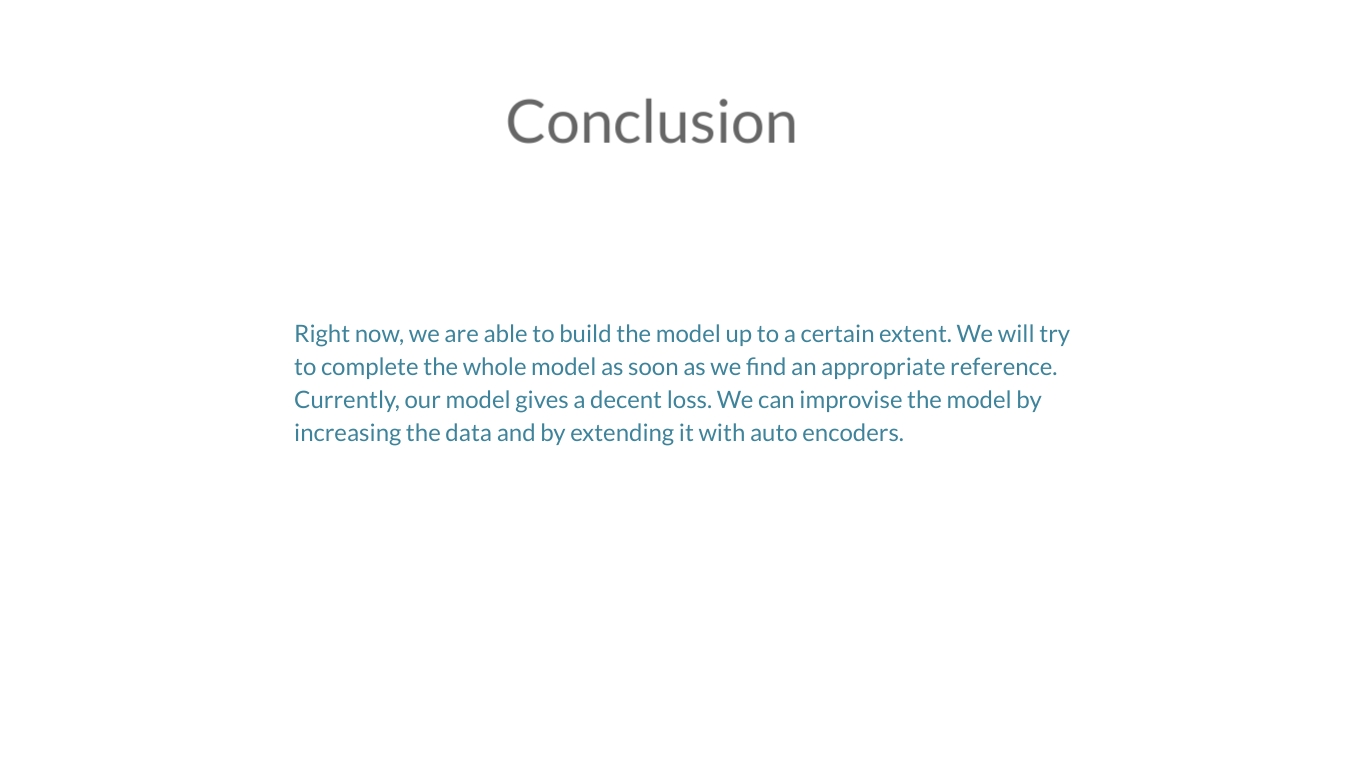 Conclusion
Right now, we are able to build the model up to a certain extent. We will try
to complete the whole model as soon as we find an appropriate reference.
Currently, our model gives a decent loss. We can improvise the model by
increasing the data and by extending it with auto encoders.